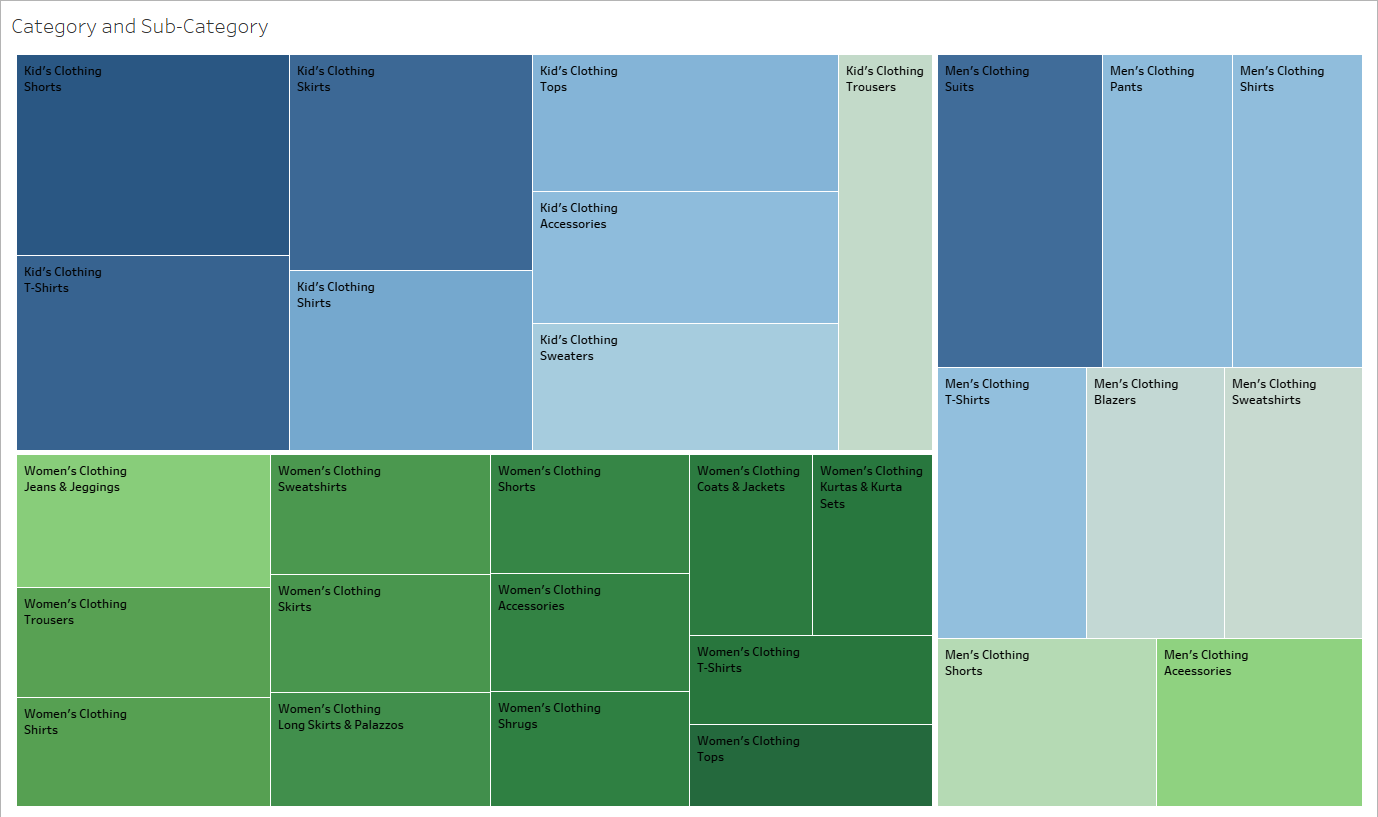 Category and Sub-Category
Kid's Clothing
Shorts
Kid's Clothing
T-Shirts
Kid's Clothing
Skirts
Kid's Clothing
Shirts
Kid's Clothing
Tops
Kid's Clothing
Accessories
Kid's Clothing
Sweaters
Kid's Clothing
Trousers
Men's Clothing
Suits
Men's Clothing
Pants
Men's Clothing
Shirts
Men's Clothing
T-Shirts
Men's Clothing
Blazers
Men's Clothing
Sweatshirts
Men's Clothing
Shorts
Men's Clothing
Aceessories
Women's Clothing
Jeans & Jeggings
Women's Clothing
Trousers
Women's Clothing
Shirts
Women's Clothing
Sweatshirts
Women's Clothing
Skirts
Women's Clothing
Long Skirts & Palazzos
Women's Clothing
Shorts
Women's Clothing
Accessories
Women's Clothing
Shrugs
Women's Clothing
Coats & Jackets
Women's Clothing
Kurtas & Kurta
Sets
Women's Clothing
T-Shirts
Women's Clothing
Tops